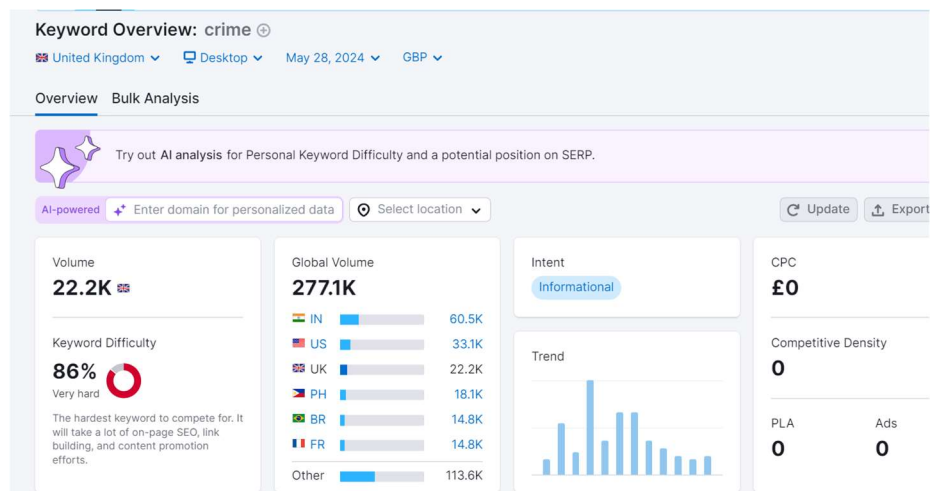 Keyword Overview: crime
United Kingdom Desktop May 28, 2024 GBP
Overview Bulk Analysis
Try out AI analysis for Personal Keyword Difficulty and a potential position on SERP.
AI-powered Enter domain for personalized data Select location Update Export
Volume
22.2K
Keyword Difficulty
86%
Very hard
The hardest keyword to compete for. It
will take a lot of on-page SEO, link
building, and content promotion
efforts.
Global Volume
277.1K
IN 60.5K
US 33.1K
UK 22.2K
PH 18.1K
BR 14.8K
FR 14.8K
Other 113.6K
Intent
Informational
Trend
CPC
£0
Competitive Density
0
PLA Ads
0 0